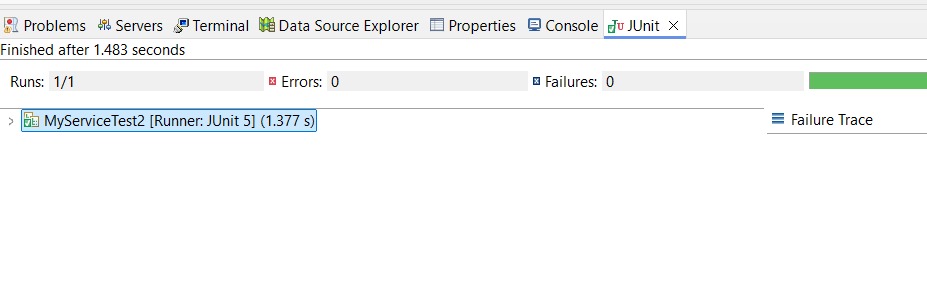 Problems Servers Terminal Data Source Explorer Properties Console JUnit
Finished after 1.483 seconds
Runs: 1/1 Errors: 0 Failures: 0
MyServiceTest2 [Runner: JUnit 5] (1.377 s) Failure Trace